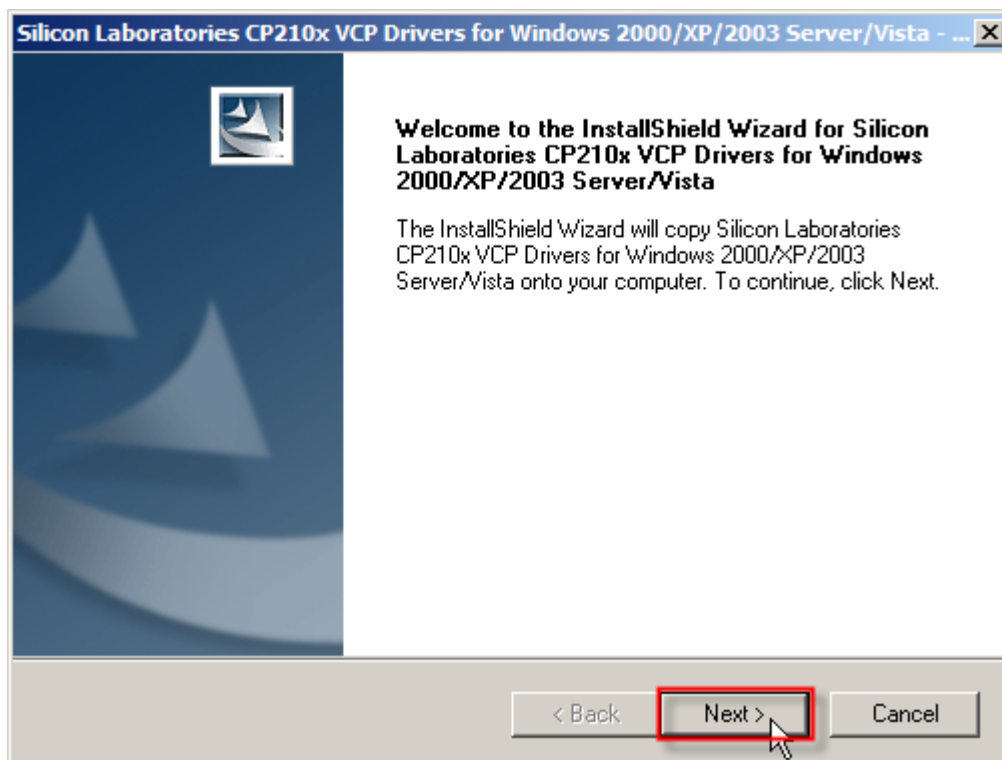 Silicon Laboratories CP210x VCP Drivers for Windows 2000/XP/2003 Server/Vista - ...
Welcome to the InstallShield Wizard for Silicon
Laboratories CP210x VCP Drivers for Windows
2000/XP/2003 Server/Vista
The InstallShield Wizard will copy Silicon Laboratories
CP210x VCP Drivers for Windows 2000/XP/2003
Server/Vista onto your computer. To continue, click Next.
< Back
Next >
Cancel